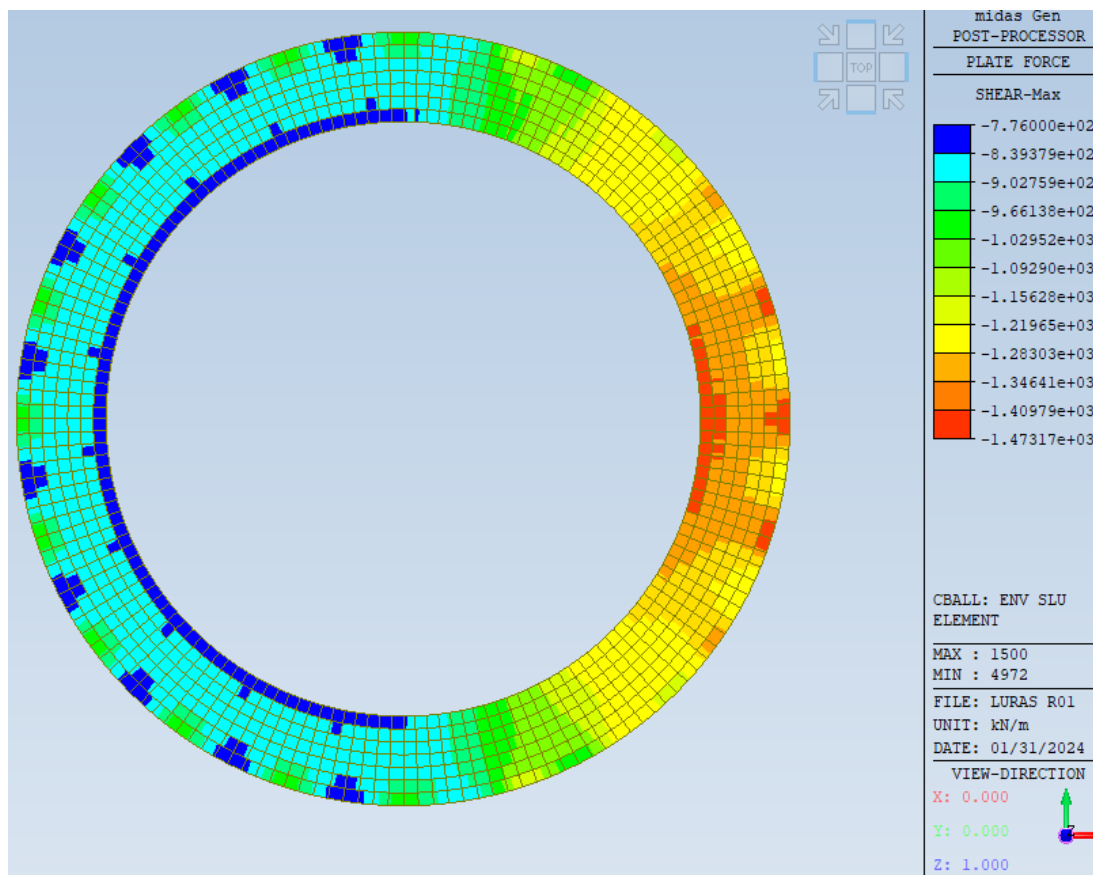 TOP
midas Gen
POST-PROCESSOR
PLATE FORCE
SHEAR-Max
-7.76000e+02
-8.39379e+02
-9.02759e+02
-9.66138e+02
-1.02952e+03
-1.09290e+03
-1.15628e+03
-1.21965e+03
-1.28303e+03
-1.34641e+03
-1.40979e+03
-1.47317e+03
CBALL: ENV SLU
ELEMENT
MAX : 1500
MIN : 4972
FILE: LURAS R01
UNIT: kN/m
DATE: 01/31/2024
VIEW-DIRECTION
X: 0.000
Y: 0.000
Z: 1.000
Z